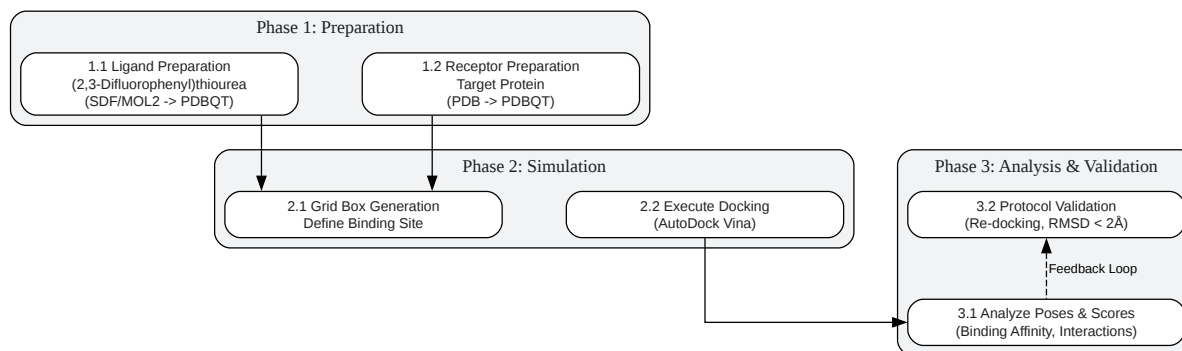 Phase 1: Preparation
1.1 Ligand Preparation
(2,3-Difluorophenyl)thiourea
(SDF/MOL2 -> PDBQT)
1.2 Receptor Preparation
Target Protein
(PDB -> PDBQT)
Phase 2: Simulation
2.1 Grid Box Generation
Define Binding Site
2.2 Execute Docking
(AutoDock Vina)
Phase 3: Analysis & Validation
3.2 Protocol Validation
(Re-docking, RMSD < 2Å)
Feedback Loop
3.1 Analyze Poses & Scores
(Binding Affinity, Interactions)